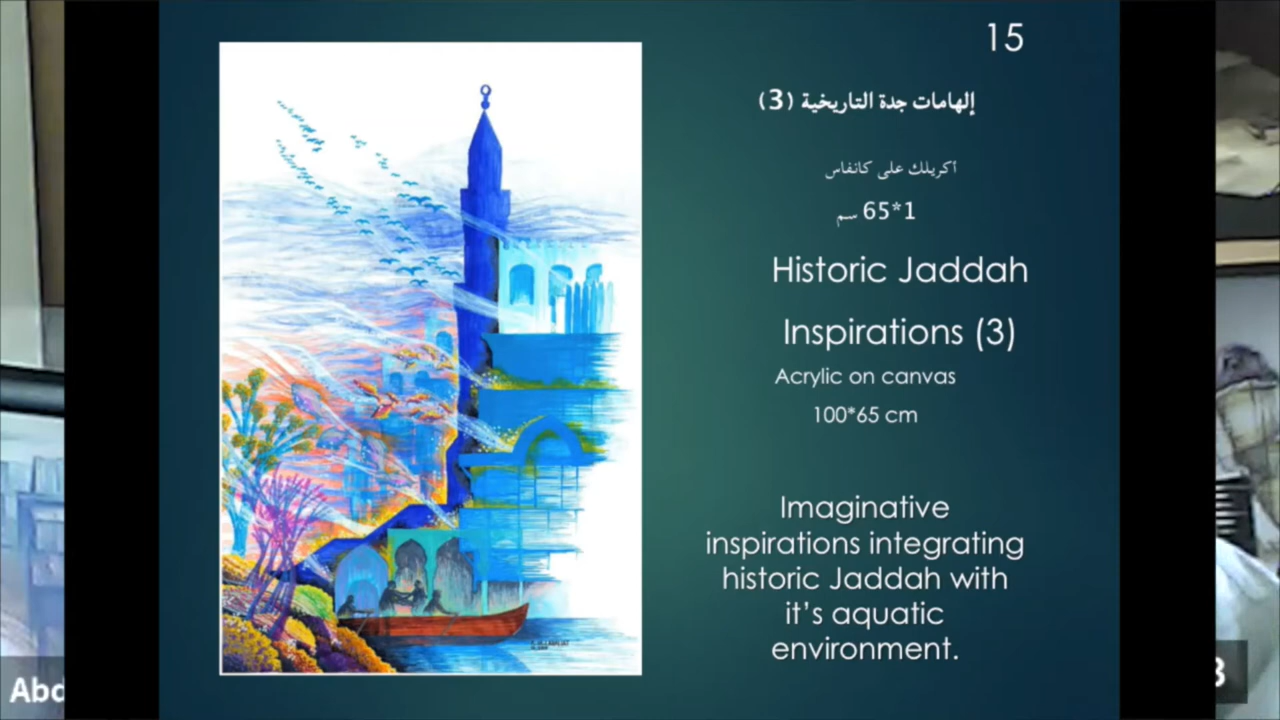 15
إلهامات جدة التاريخية (3)
أكريلك على كانفاس
1*65 سم
Historic Jaddah
Inspirations (3)
Acrylic on canvas
100*65 cm
Imaginative
inspirations integrating
historic Jaddah with
it's aquatic
environment.
Abd
3